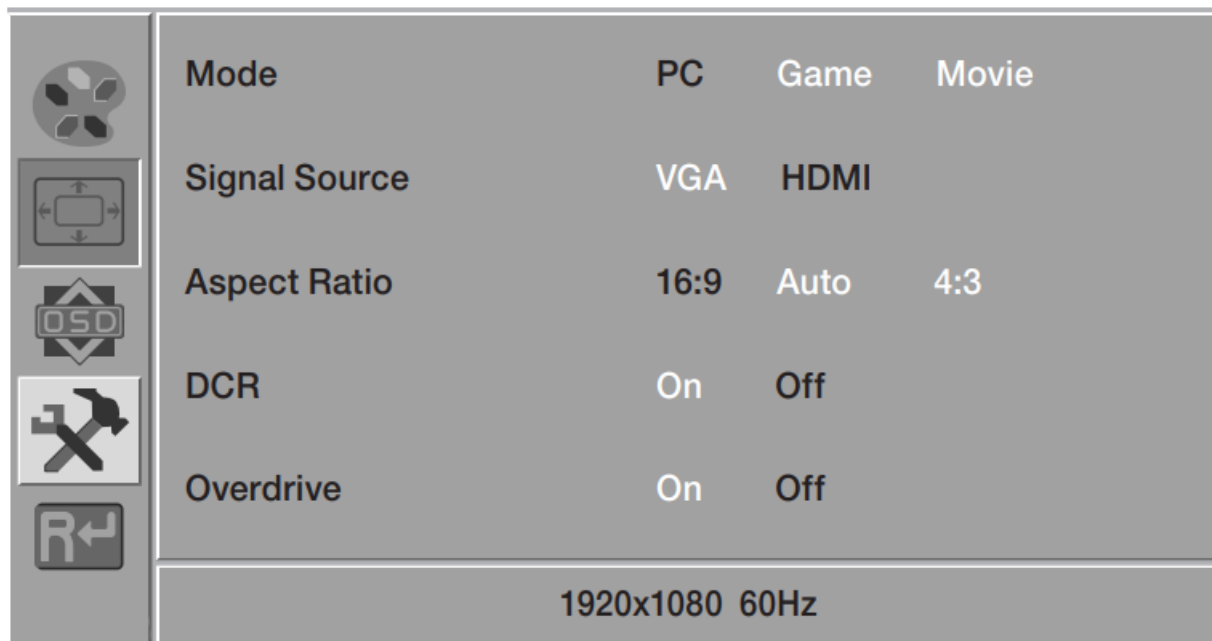 Mode PC Game Movie
Signal Source VGA HDMI
Aspect Ratio 16:9 Auto 4:3
OSD
DCR On Off
Overdrive On Off
R
1920x1080 60Hz